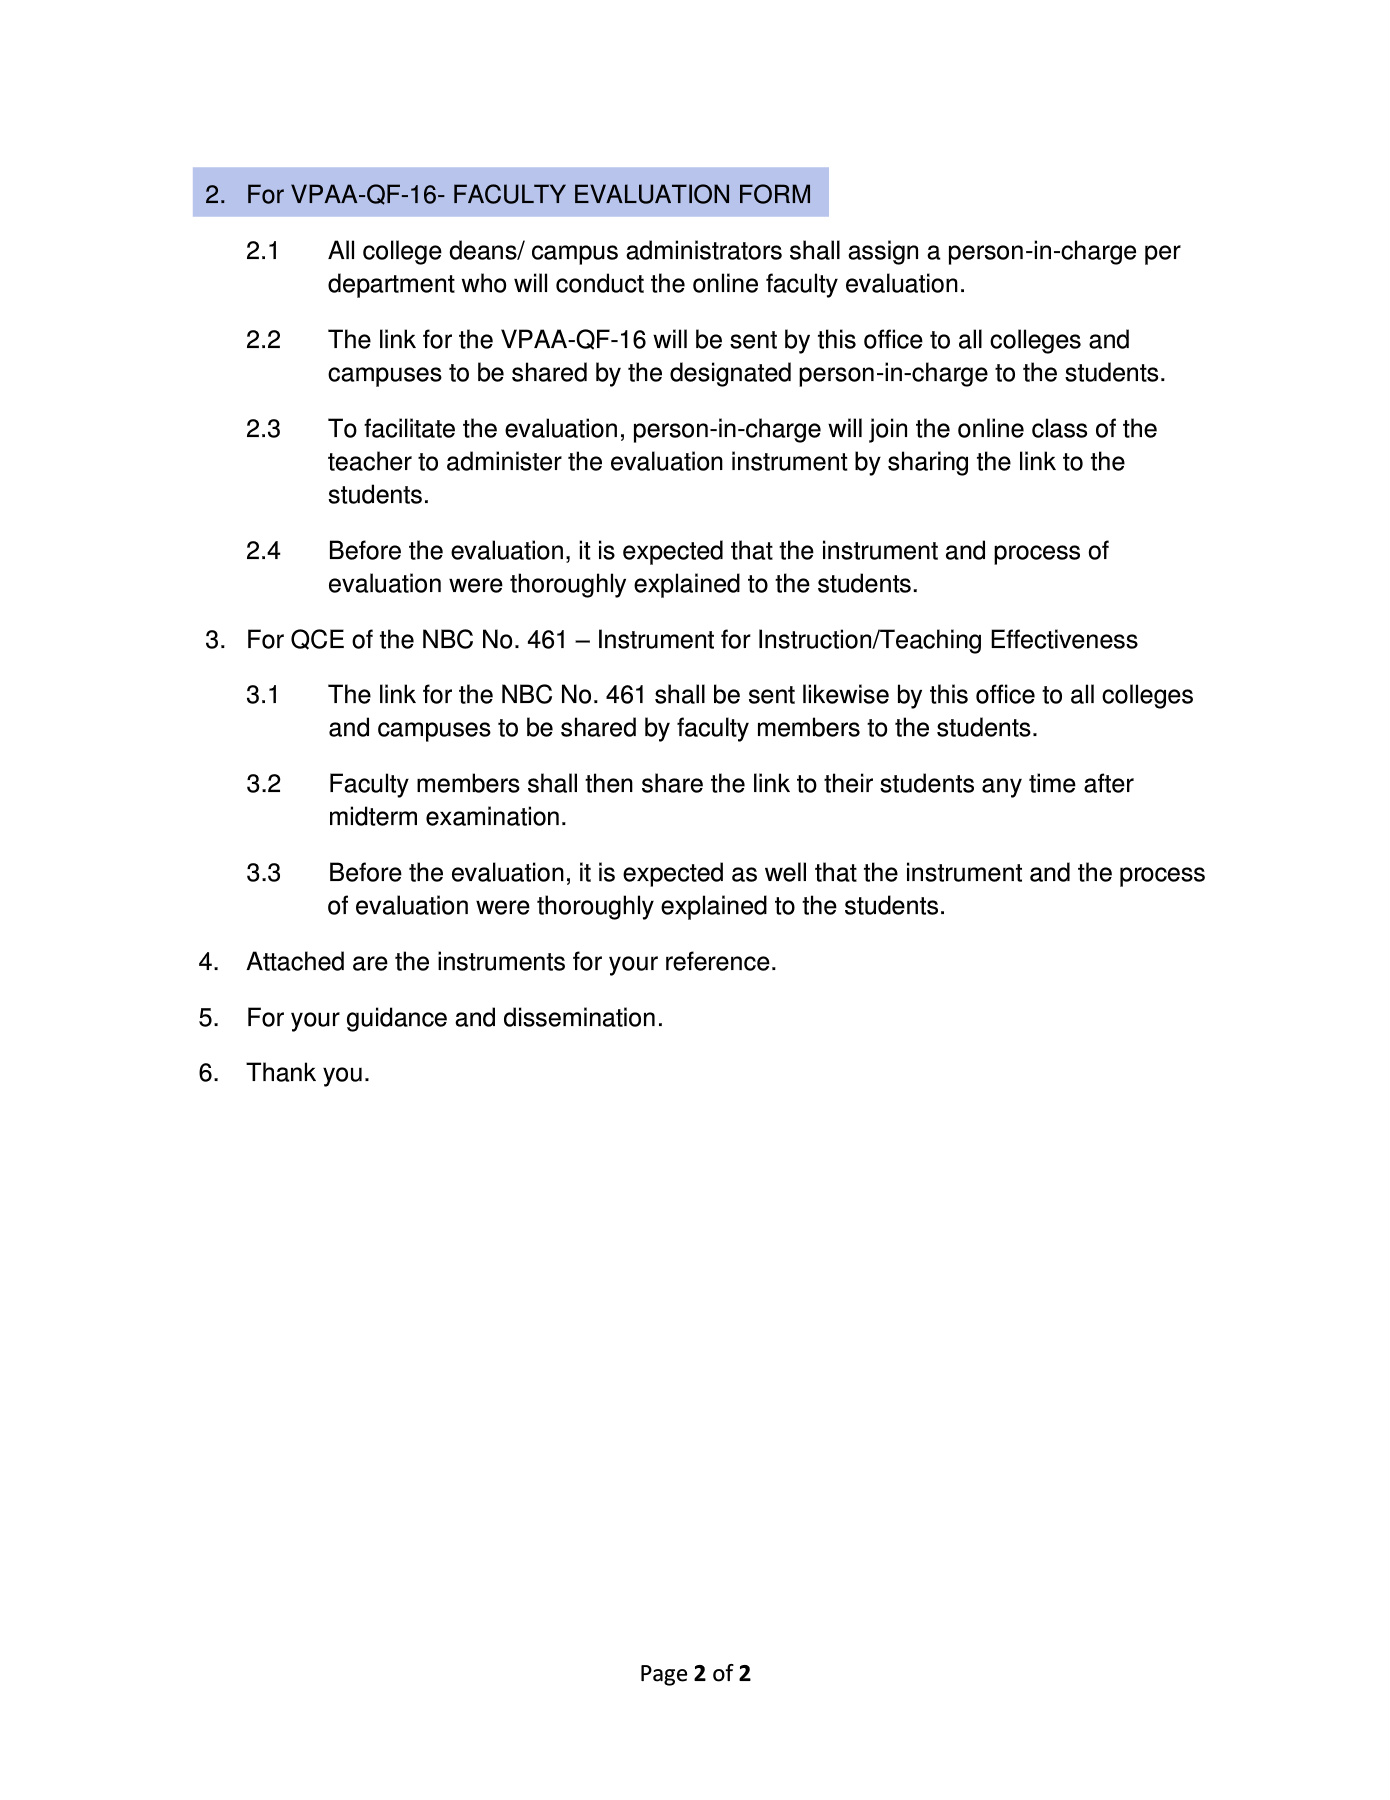 2. For VPAA-QF-16- FACULTY EVALUATION FORM
2.1 All college deans/ campus administrators shall assign a person-in-charge per
department who will conduct the online faculty evaluation.
2.2 The link for the VPAA-QF-16 will be sent by this office to all colleges and
campuses to be shared by the designated person-in-charge to the students.
2.3 To facilitate the evaluation, person-in-charge will join the online class of the
teacher to administer the evaluation instrument by sharing the link to the
students.
2.4 Before the evaluation, it is expected that the instrument and process of
evaluation were thoroughly explained to the students.
3. For QCE of the NBC No. 461 – Instrument for Instruction/Teaching Effectiveness
3.1 The link for the NBC No. 461 shall be sent likewise by this office to all colleges
and campuses to be shared by faculty members to the students.
3.2 Faculty members shall then share the link to their students any time after
midterm examination.
3.3 Before the evaluation, it is expected as well that the instrument and the process
of evaluation were thoroughly explained to the students.
4. Attached are the instruments for your reference.
5. For your guidance and dissemination.
6. Thank you.
Page 2 of 2